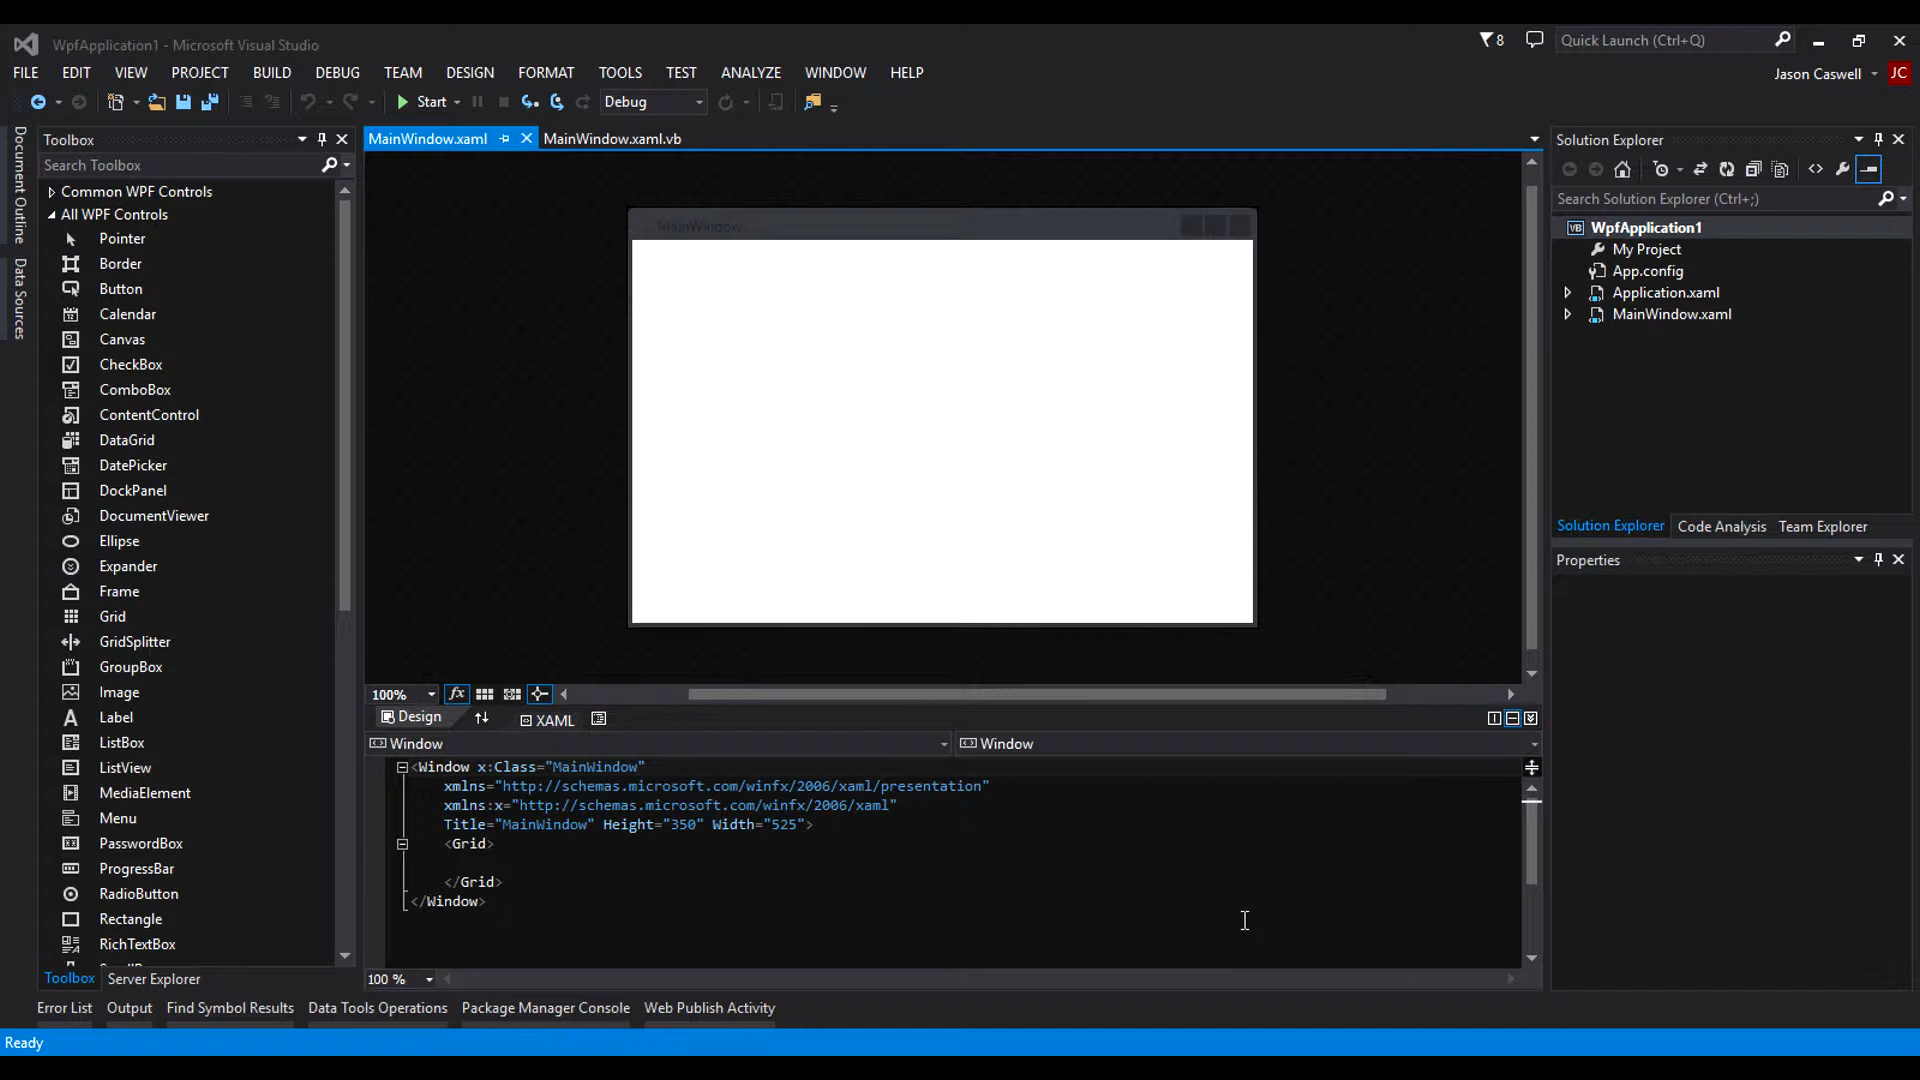 WpfApplication1 - Microsoft Visual Studio
8
Quick Launch (Ctrl+Q)
FILE EDIT VIEW PROJECT BUILD DEBUG TEAM DESIGN FORMAT TOOLS TEST ANALYZE WINDOW HELP
Jason Caswell JC
Start Debug
Document Outline
Data Sources
Toolbox
Search Toolbox
Common WPF Controls
All WPF Controls
Pointer
Border
Button
Calendar
Canvas
CheckBox
ComboBox
ContentControl
DataGrid
DatePicker
DockPanel
DocumentViewer
Ellipse
Expander
Frame
Grid
GridSplitter
GroupBox
Image
Label
ListBox
ListView
MediaElement
Menu
PasswordBox
ProgressBar
RadioButton
Rectangle
RichTextBox
Toolbox Server Explorer
MainWindow.xaml MainWindow.xaml.vb
MainWindow
100% fx
Design XAML
Window Window
<Window x:Class="MainWindow"
xmlns="http://schemas.microsoft.com/winfx/2006/xaml/presentation"
xmlns:x="http://schemas.microsoft.com/winfx/2006/xaml"
Title="MainWindow" Height="350" Width="525">
<Grid>
</Grid>
</Window>
100 %
Solution Explorer
Search Solution Explorer (Ctrl+;)
VB WpfApplication1
My Project
App.config
Application.xaml
MainWindow.xaml
Solution Explorer Code Analysis Team Explorer
Properties
Error List Output Find Symbol Results Data Tools Operations Package Manager Console Web Publish Activity
Ready